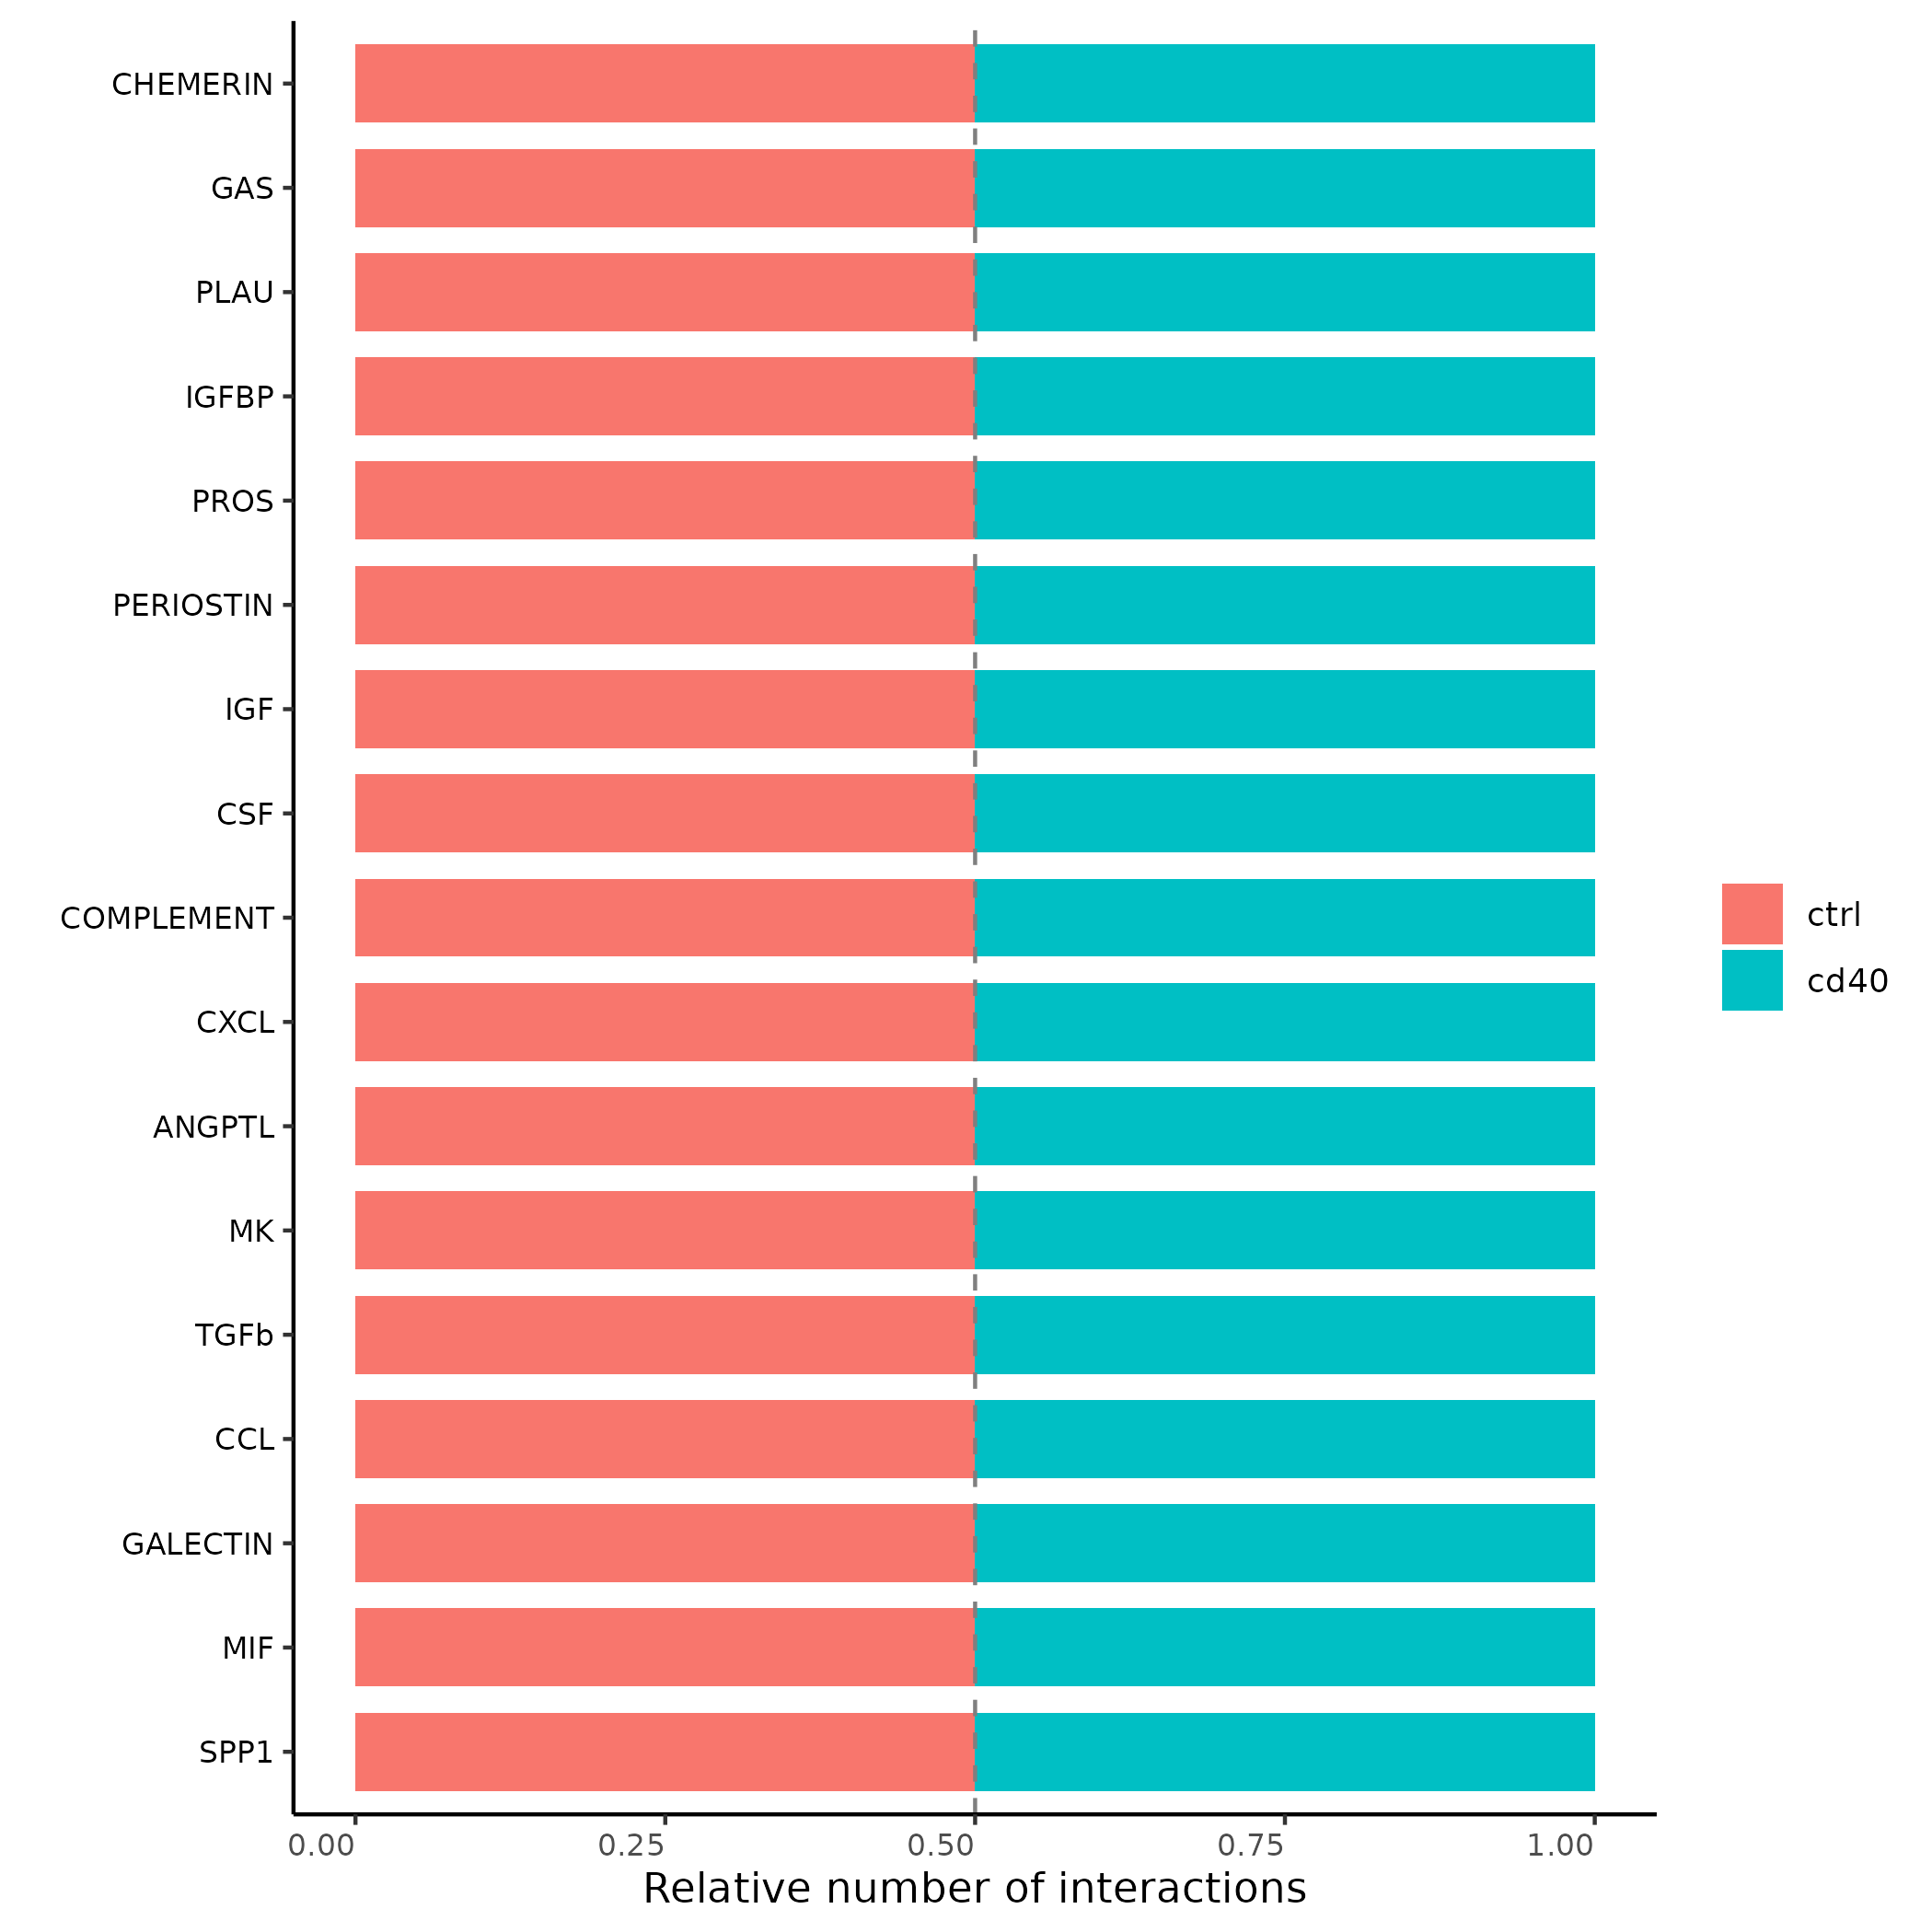 CHEMERIN
GAS
PLAU
IGFBP
PROS
PERIOSTIN
IGF
CSF
COMPLEMENT
CXCL
ANGPTL
MK
TGFb
CCL
GALECTIN
MIF
SPP1
0.00 0.25 0.50 0.75 1.00
Relative number of interactions
ctrl
cd40